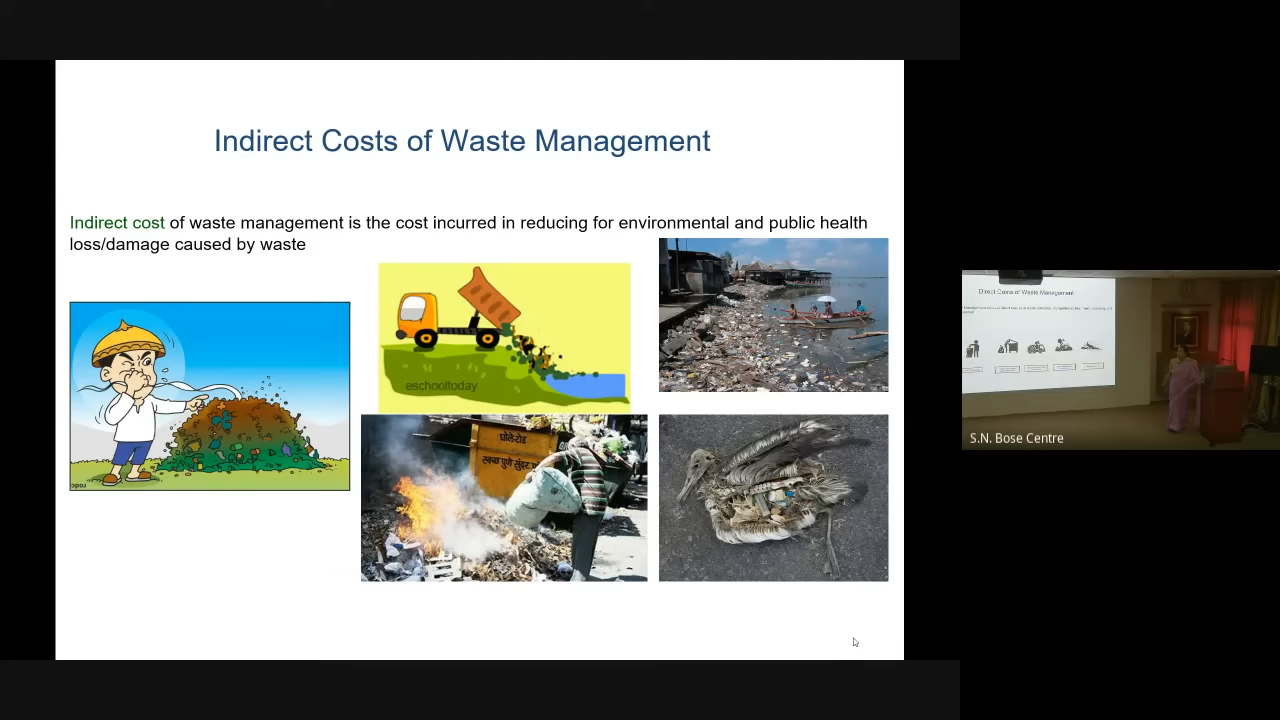 Indirect Costs of Waste Management
Indirect cost of waste management is the cost incurred in reducing for environmental and public health
loss/damage caused by waste
eschooltoday
घोले रोड
Direct Costs of Waste Management
S.N. Bose Centre